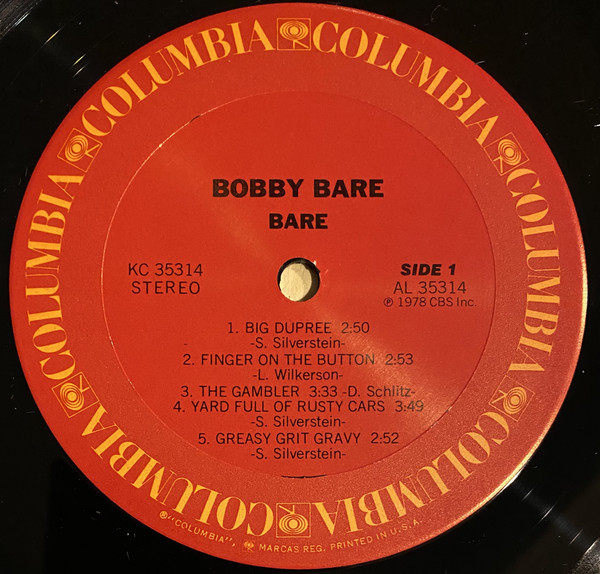 COLUMBIA COLUMBIA COLUMBIA COLUMBIA COLUMBIA COLUMBIA
BOBBY BARE
BARE
KC 35314
STEREO
SIDE 1
AL 35314
℗ 1978 CBS Inc.
1. BIG DUPREE 2:50
-S. Silverstein-
2. FINGER ON THE BUTTON 2:53
-L. Wilkerson-
3. THE GAMBLER 3:33 -D. Schlitz-
4. YARD FULL OF RUSTY CARS 3:49
-S. Silverstein-
5. GREASY GRIT GRAVY 2:52
-S. Silverstein-
®"COLUMBIA", MARCAS REG. PRINTED IN U.S.A.